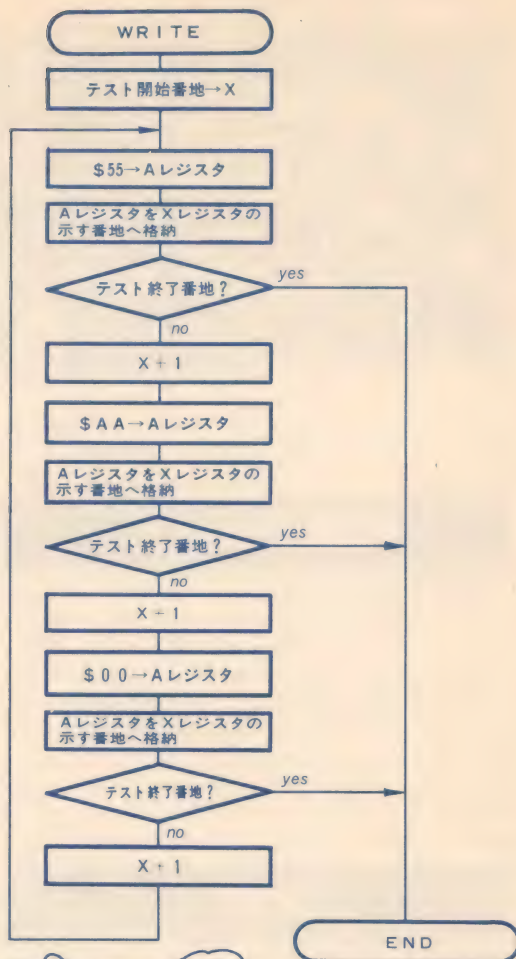 WRITE
テスト開始番地→X
$55→Aレジスタ
AレジスタをXレジスタの
示す番地へ格納
テスト終了番地？
yes
no
X+1
$AA→Aレジスタ
AレジスタをXレジスタの
示す番地へ格納
テスト終了番地？
yes
no
X+1
$00→Aレジスタ
AレジスタをXレジスタの
示す番地へ格納
テスト終了番地？
yes
no
X+1
END